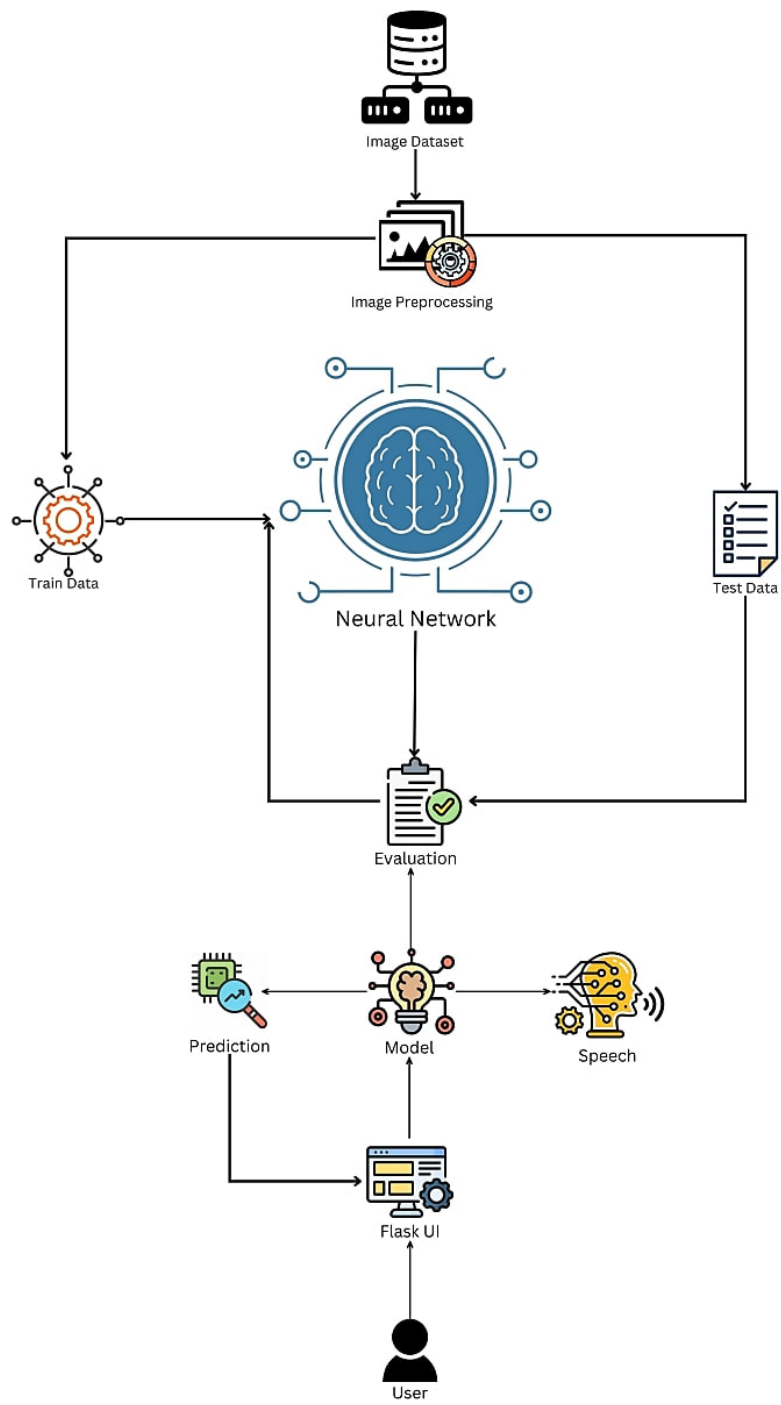 Image Dataset
Image Preprocessing
Train Data
Neural Network
Test Data
Evaluation
Prediction
Model
Speech
Flask UI
User